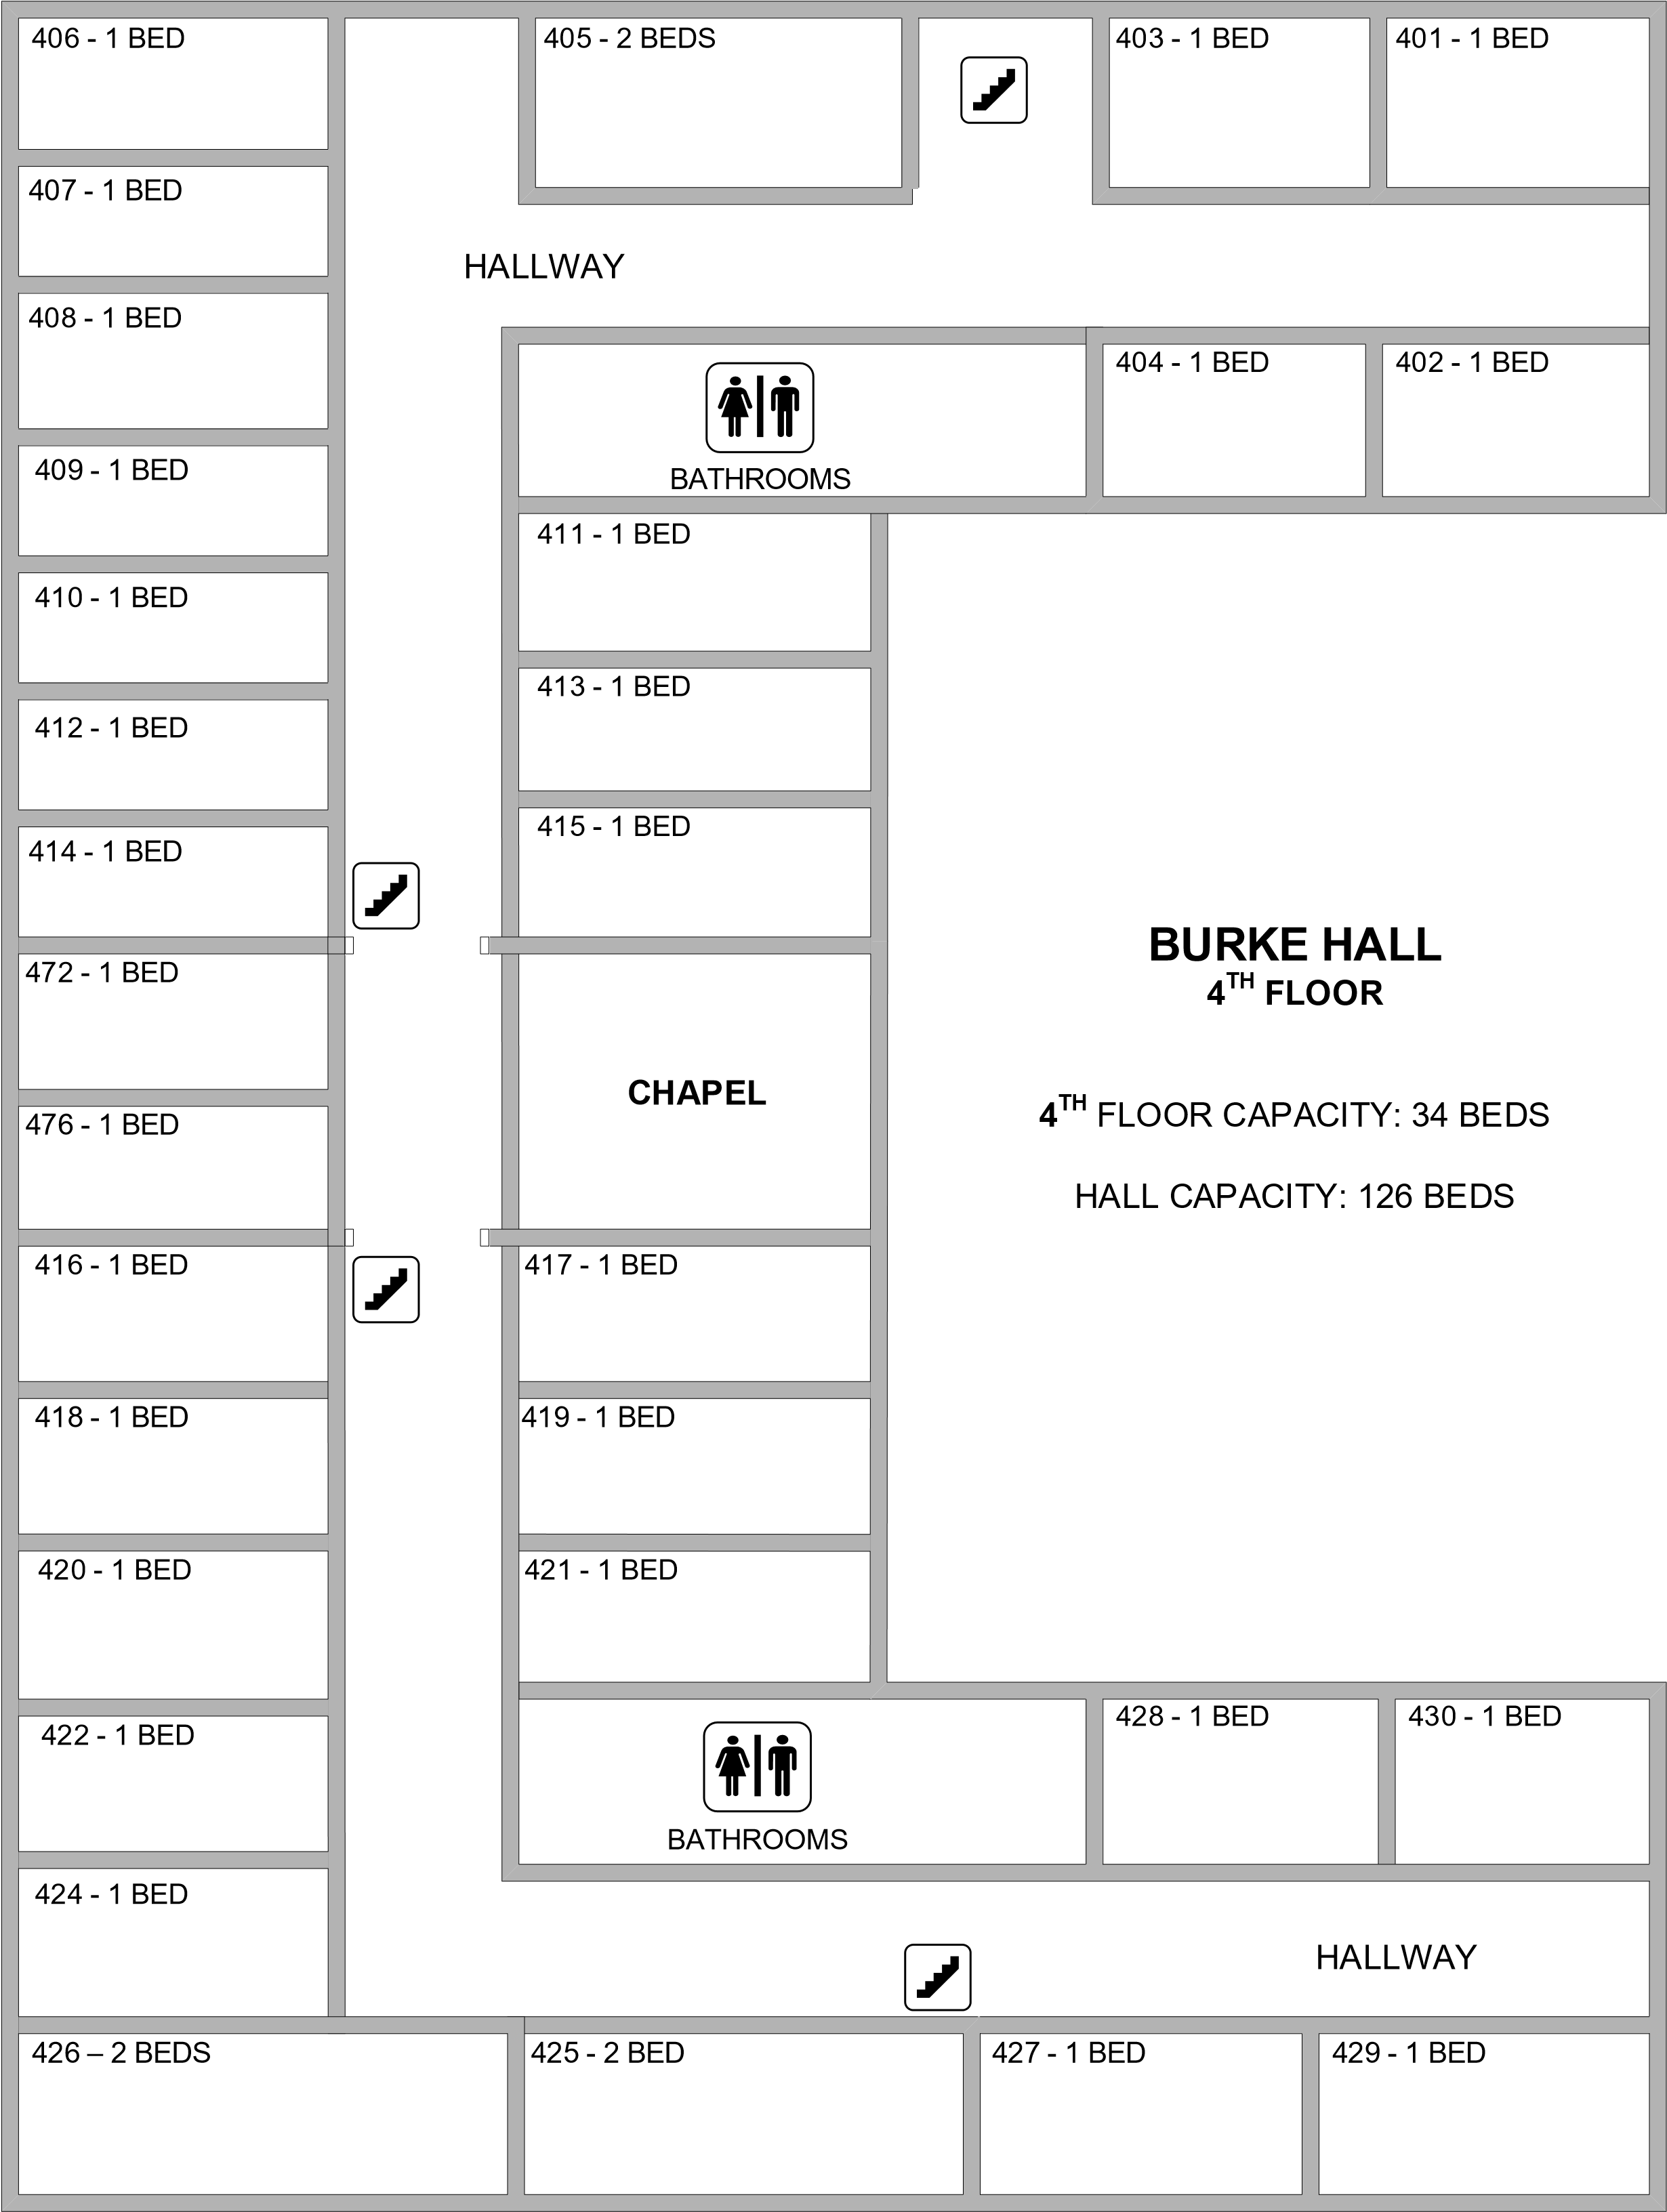 406 - 1 BED
405 - 2 BEDS
403 - 1 BED
401 - 1 BED
407 - 1 BED
HALLWAY
408 - 1 BED
404 - 1 BED
402 - 1 BED
409 - 1 BED
BATHROOMS
411 - 1 BED
410 - 1 BED
413 - 1 BED
412 - 1 BED
415 - 1 BED
414 - 1 BED
BURKE HALL
4TH FLOOR
472 - 1 BED
CHAPEL
4TH FLOOR CAPACITY: 34 BEDS
476 - 1 BED
HALL CAPACITY: 126 BEDS
416 - 1 BED
417 - 1 BED
418 - 1 BED
419 - 1 BED
420 - 1 BED
421 - 1 BED
422 - 1 BED
428 - 1 BED
430 - 1 BED
BATHROOMS
424 - 1 BED
HALLWAY
426 – 2 BEDS
425 - 2 BED
427 - 1 BED
429 - 1 BED